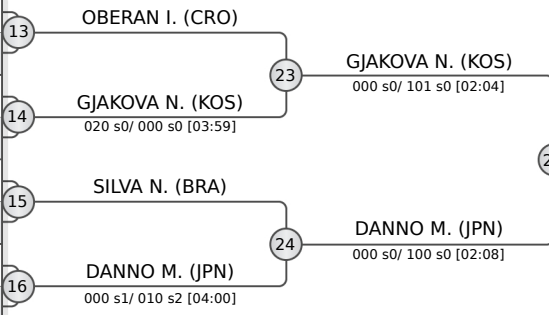 OBERAN I. (CRO)
13
23
GJAKOVA N. (KOS)
000 s0/ 101 s0 [02:04]
GJAKOVA N. (KOS)
14
020 s0/ 000 s0 [03:59]
SILVA N. (BRA)
15
24
DANNO M. (JPN)
000 s0/ 100 s0 [02:08]
DANNO M. (JPN)
16
000 s1/ 010 s2 [04:00]